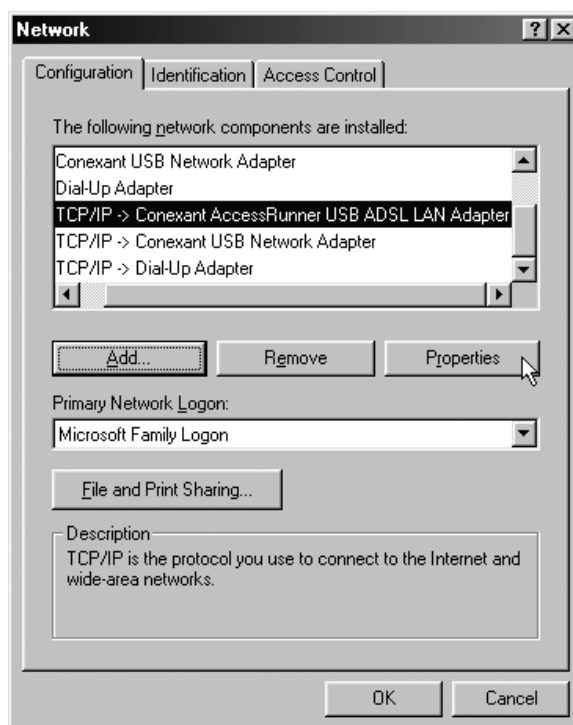 Network
Configuration Identification Access Control
The following network components are installed:
Conexant USB Network Adapter
Dial-Up Adapter
TCP/IP -> Conexant AccessRunner USB ADSL LAN Adapter
TCP/IP -> Conexant USB Network Adapter
TCP/IP -> Dial-Up Adapter
Add... Remove Properties
Primary Network Logon:
Microsoft Family Logon
File and Print Sharing...
Description
TCP/IP is the protocol you use to connect to the Internet and
wide-area networks.
OK Cancel